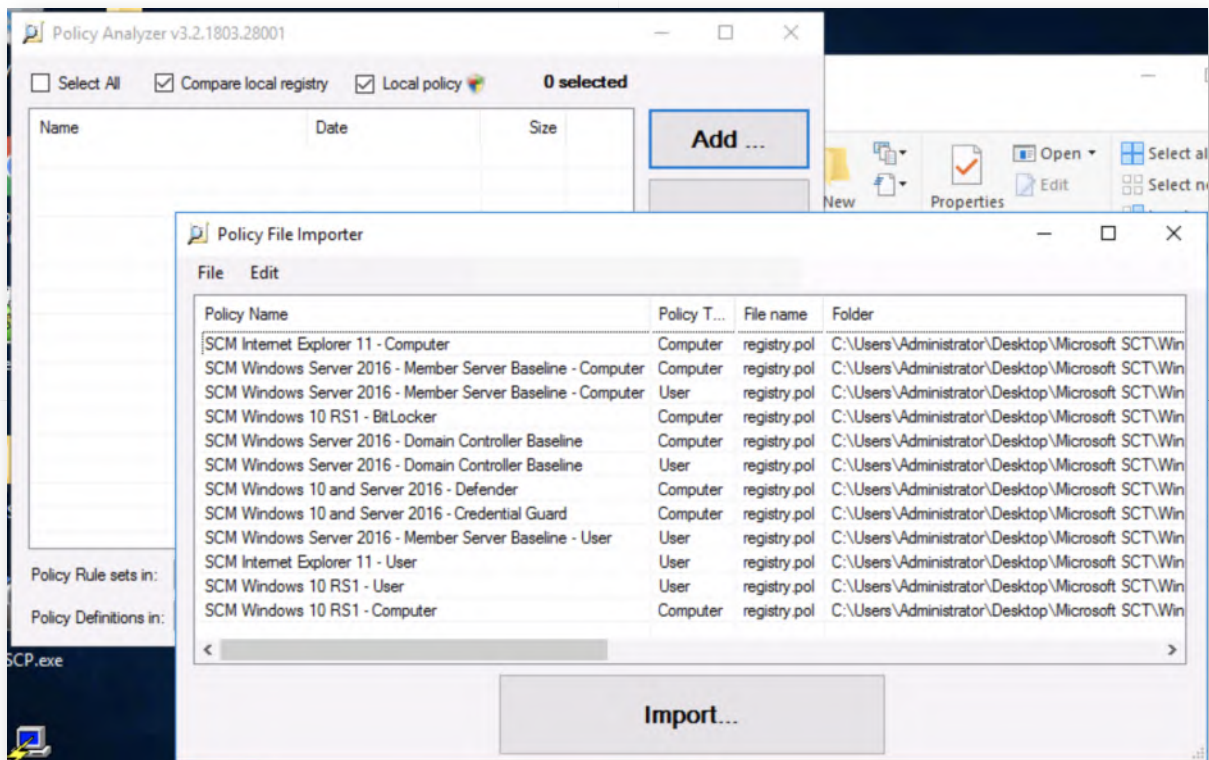 Policy Analyzer v3.2.1803.28001
Select All Compare local registry Local policy 0 selected
Name Date Size
Add ...
Open
Select al
Edit
Select n
New
Properties
Policy File Importer
File Edit
Policy Name Policy T... File name Folder
SCM Internet Explorer 11 - Computer Computer registry.pol C:\Users\Administrator\Desktop\Microsoft SCT\Win
SCM Windows Server 2016 - Member Server Baseline - Computer Computer registry.pol C:\Users\Administrator\Desktop\Microsoft SCT\Win
SCM Windows Server 2016 - Member Server Baseline - Computer User registry.pol C:\Users\Administrator\Desktop\Microsoft SCT\Win
SCM Windows 10 RS1 - BitLocker Computer registry.pol C:\Users\Administrator\Desktop\Microsoft SCT\Win
SCM Windows Server 2016 - Domain Controller Baseline Computer registry.pol C:\Users\Administrator\Desktop\Microsoft SCT\Win
SCM Windows Server 2016 - Domain Controller Baseline User registry.pol C:\Users\Administrator\Desktop\Microsoft SCT\Win
SCM Windows 10 and Server 2016 - Defender Computer registry.pol C:\Users\Administrator\Desktop\Microsoft SCT\Win
SCM Windows 10 and Server 2016 - Credential Guard Computer registry.pol C:\Users\Administrator\Desktop\Microsoft SCT\Win
SCM Windows Server 2016 - Member Server Baseline - User User registry.pol C:\Users\Administrator\Desktop\Microsoft SCT\Win
SCM Internet Explorer 11 - User User registry.pol C:\Users\Administrator\Desktop\Microsoft SCT\Win
SCM Windows 10 RS1 - User User registry.pol C:\Users\Administrator\Desktop\Microsoft SCT\Win
SCM Windows 10 RS1 - Computer Computer registry.pol C:\Users\Administrator\Desktop\Microsoft SCT\Win
Policy Rule sets in:
Policy Definitions in:
SCP.exe
Import...